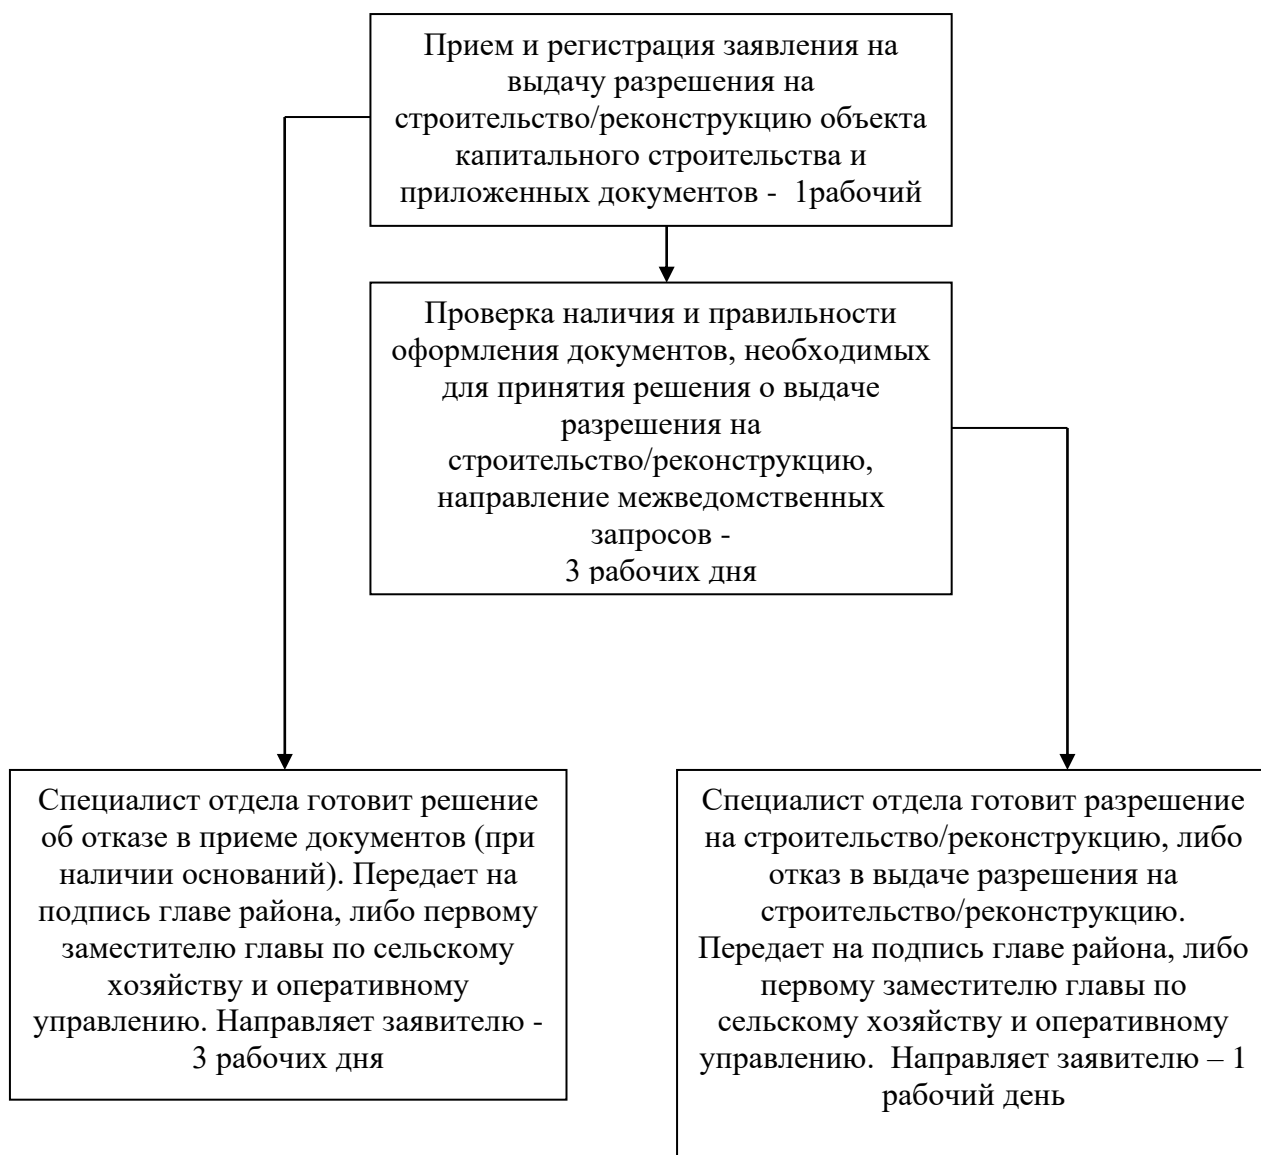 Прием и регистрация заявления на
выдачу разрешения на
строительство/реконструкцию объекта
капитального строительства и
приложенных документов - 1рабочий
Проверка наличия и правильности
оформления документов, необходимых
для принятия решения о выдаче
разрешения на
строительство/реконструкцию,
направление межведомственных
запросов -
3 рабочих дня
Специалист отдела готовит решение
об отказе в приеме документов (при
наличии оснований). Передает на
подпись главе района, либо первому
заместителю главы по сельскому
хозяйству и оперативному
управлению. Направляет заявителю -
3 рабочих дня
Специалист отдела готовит разрешение
на строительство/реконструкцию, либо
отказ в выдаче разрешения на
строительство/реконструкцию.
Передает на подпись главе района, либо
первому заместителю главы по
сельскому хозяйству и оперативному
управлению. Направляет заявителю – 1
рабочий день